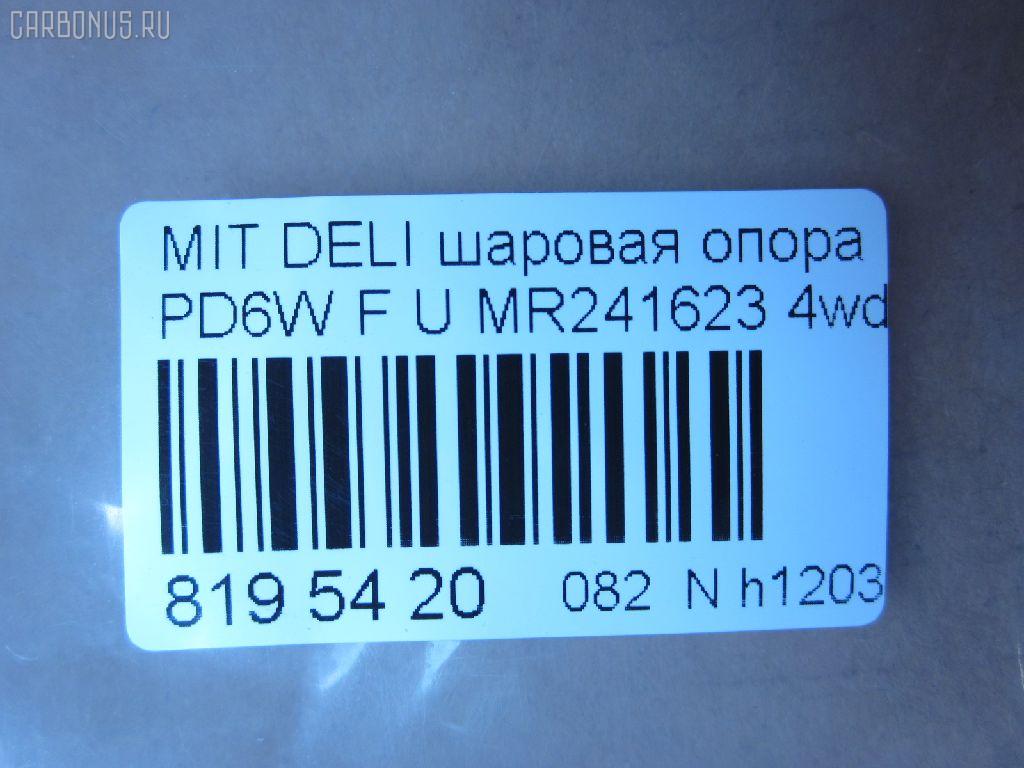 CARBONUS.RU
MIT DELI шаровая опора
PD6W F U MR241623 4wd
819 54 20 082 N h1203